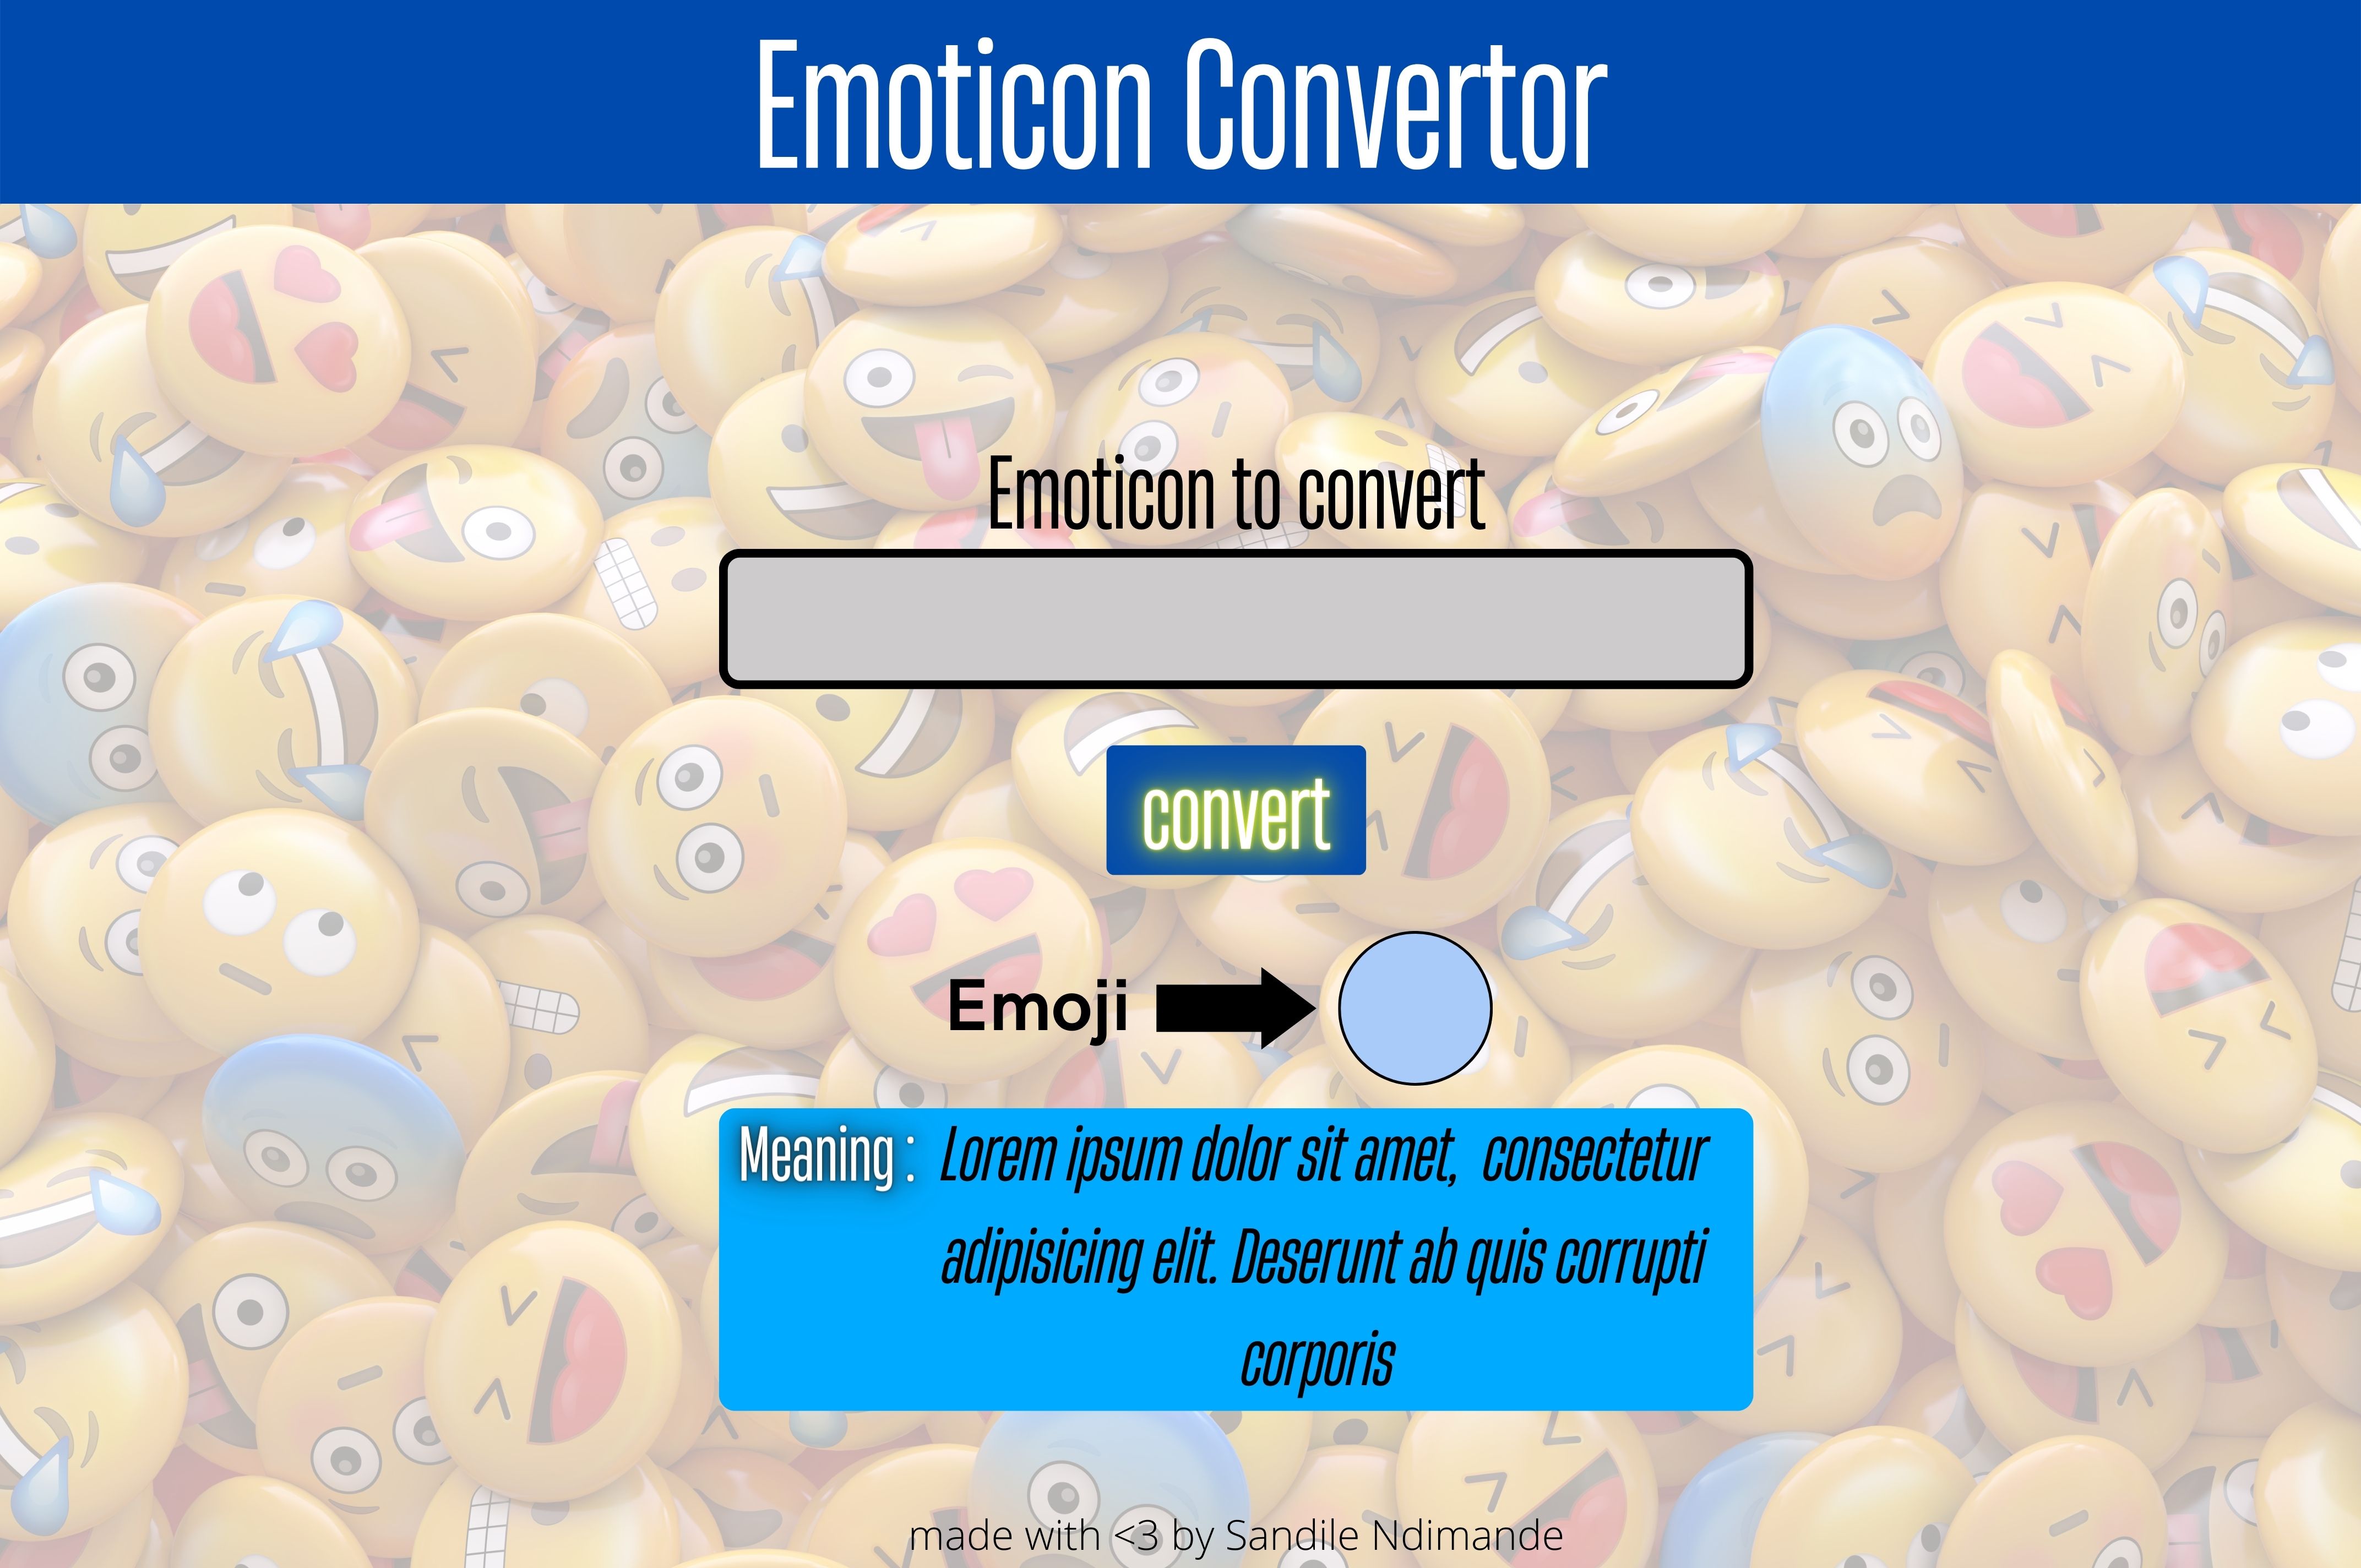 Emoticon Convertor
Emoticon to convert
convert
Emoji
Meaning : Lorem ipsum dolor sit amet, consectetur
adipisicing elit. Deserunt ab quis corrupti
corporis
made with <3 by Sandile Ndimande